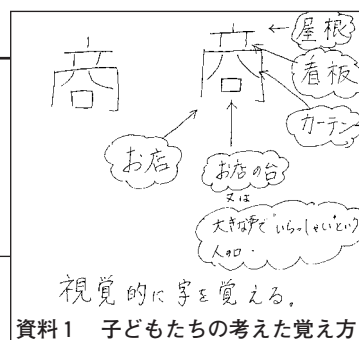 商
商
← 屋根
看板
カーテン
お店
お店の台
又は
大きな声で"いらっしゃい"という
人の口.
視覚的に字を覚える。
資料1 子どもたちの考えた覚え方